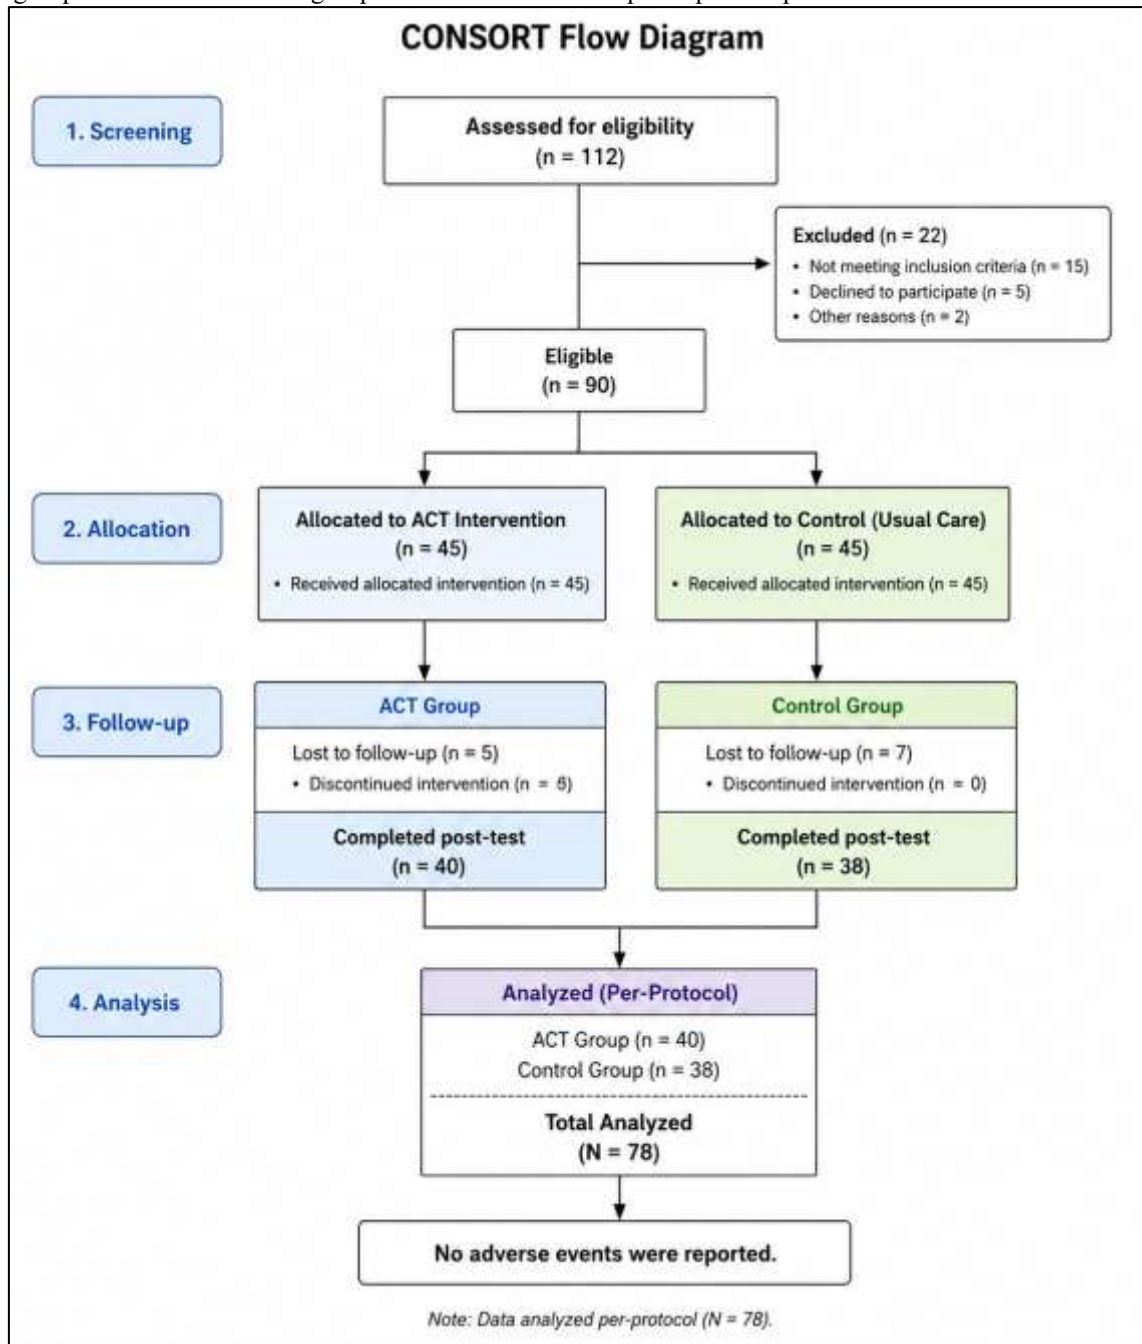 CONSORT Flow Diagram
1. Screening
Assessed for eligibility
(n = 112)
Excluded (n = 22)
• Not meeting inclusion criteria (n = 15)
• Declined to participate (n = 5)
• Other reasons (n = 2)
Eligible
(n = 90)
2. Allocation
Allocated to ACT Intervention
(n = 45)
• Received allocated intervention (n = 45)
Allocated to Control (Usual Care)
(n = 45)
• Received allocated intervention (n = 45)
3. Follow-up
ACT Group
Lost to follow-up (n = 5)
• Discontinued intervention (n =
Completed post-test
(n = 40)
Control Group
Lost to follow-up (n = 7)
• Discontinued intervention (n = 0)
Completed post-test
(n = 38)
4. Analysis
Analyzed (Per-Protocol)
ACT Group (n = 40)
Control Group (n = 38)
Total Analyzed
(N = 78)
No adverse events were reported.
Note: Data analyzed per-protocol (N = 78).